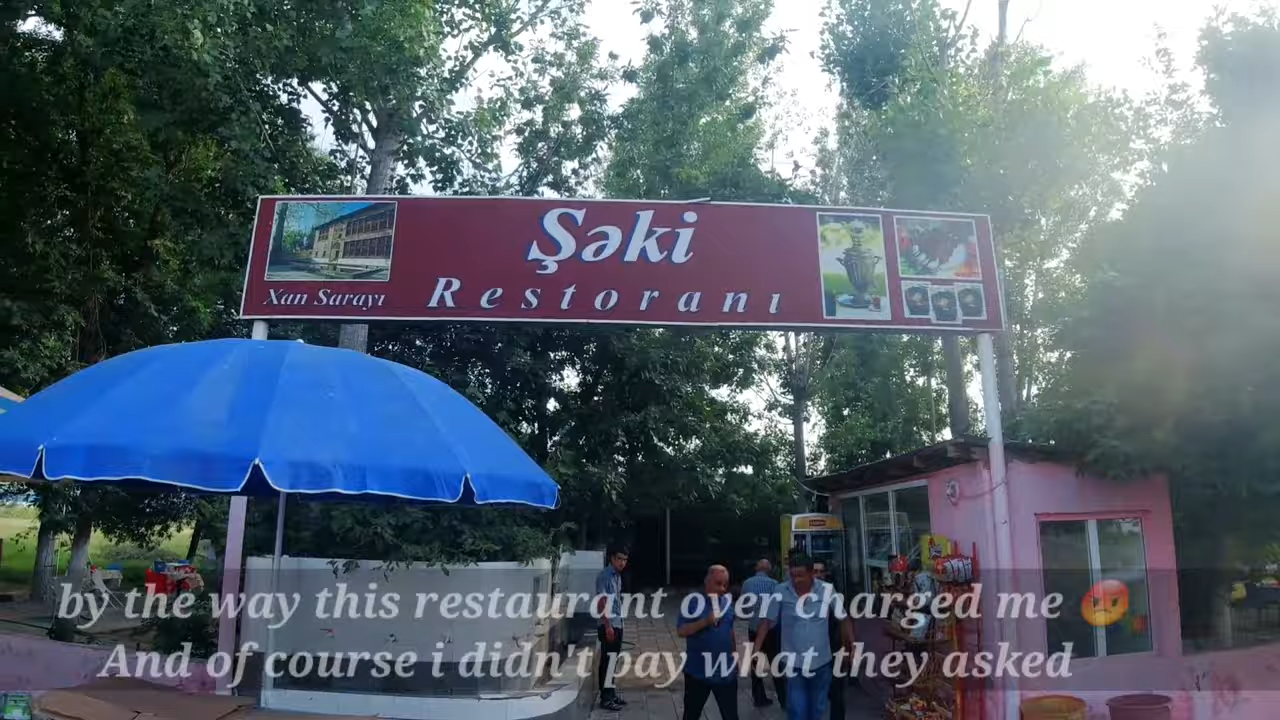 Şəki
Xan Sarayı
Restoranı
by the way this restaurant over charged me 😡
And of course i didn't pay what they asked